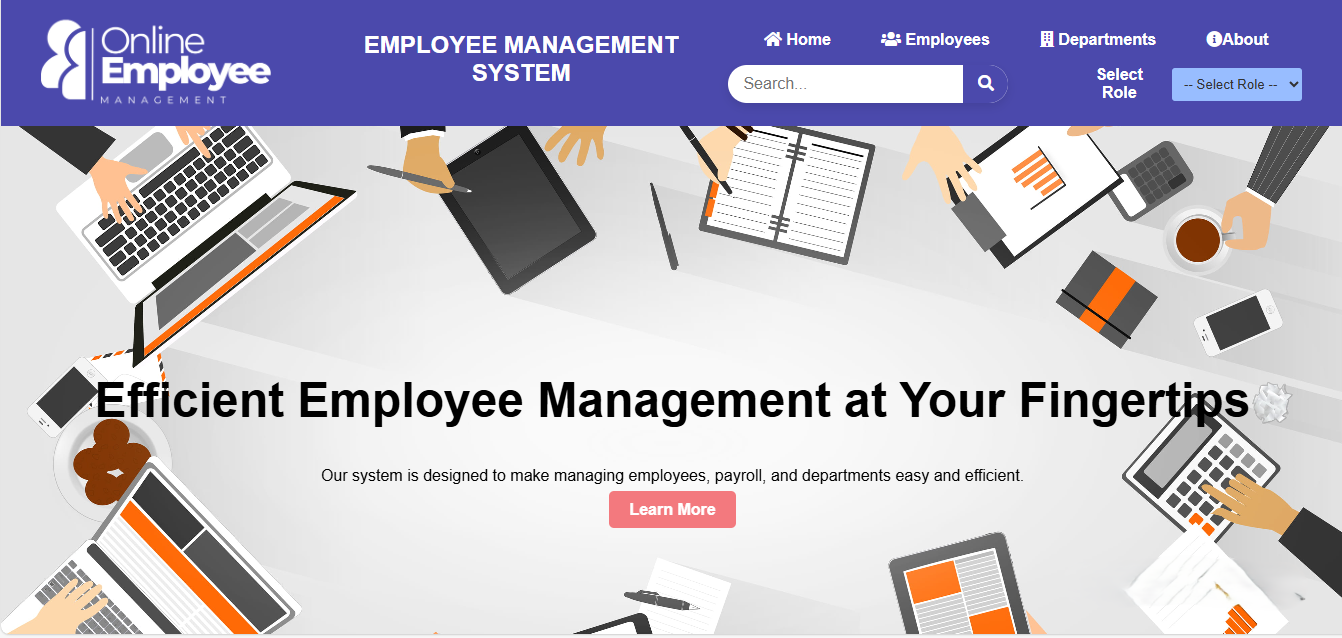 Online
Employee
MANAGEMENT
EMPLOYEE MANAGEMENT
SYSTEM
Home
Employees
Departments
About
Search...
Select
Role
-- Select Role --
Efficient Employee Management at Your Fingertips
Our system is designed to make managing employees, payroll, and departments easy and efficient.
Learn More